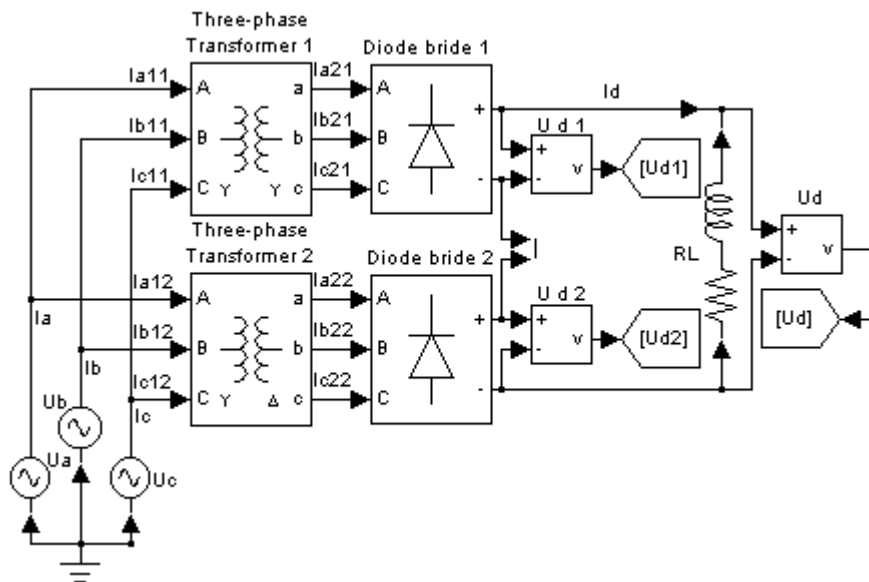 Three-phase
Transformer 1
Diode bride 1
Ia11
A
a
Ia21
A
+
Id
Ib11
B
b
Ib21
B
U d 1
+
-
v
[Ud1]
Ic11
C
Y
Y
c
Ic21
C
-
Ud
+
-
v
Three-phase
Transformer 2
Diode bride 2
RL
Ia12
A
a
Ia22
A
+
Ia
U d 2
+
-
v
[Ud2]
[Ud]
Ib12
B
b
Ib22
B
Ib
Ic12
C
Y
Δ
c
Ic22
C
-
Ic
Ub
Ua
Uc